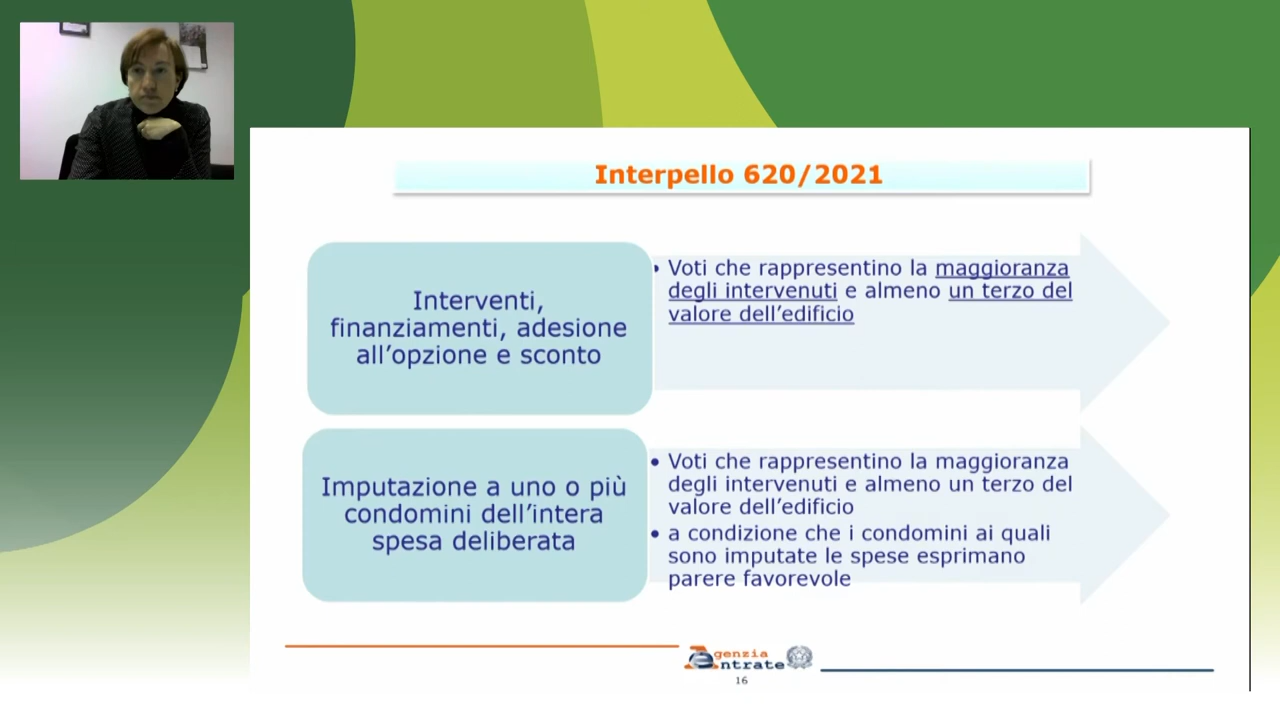 Interpello 620/2021
Interventi,
finanziamenti, adesione
all’opzione e sconto
• Voti che rappresentino la maggioranza
degli intervenuti e almeno un terzo del
valore dell’edificio
Imputazione a uno o più
condomini dell’intera
spesa deliberata
• Voti che rappresentino la maggioranza
degli intervenuti e almeno un terzo del
valore dell’edificio
• a condizione che i condomini ai quali
sono imputate le spese esprimano
parere favorevole
Agenzia
Entrate
16